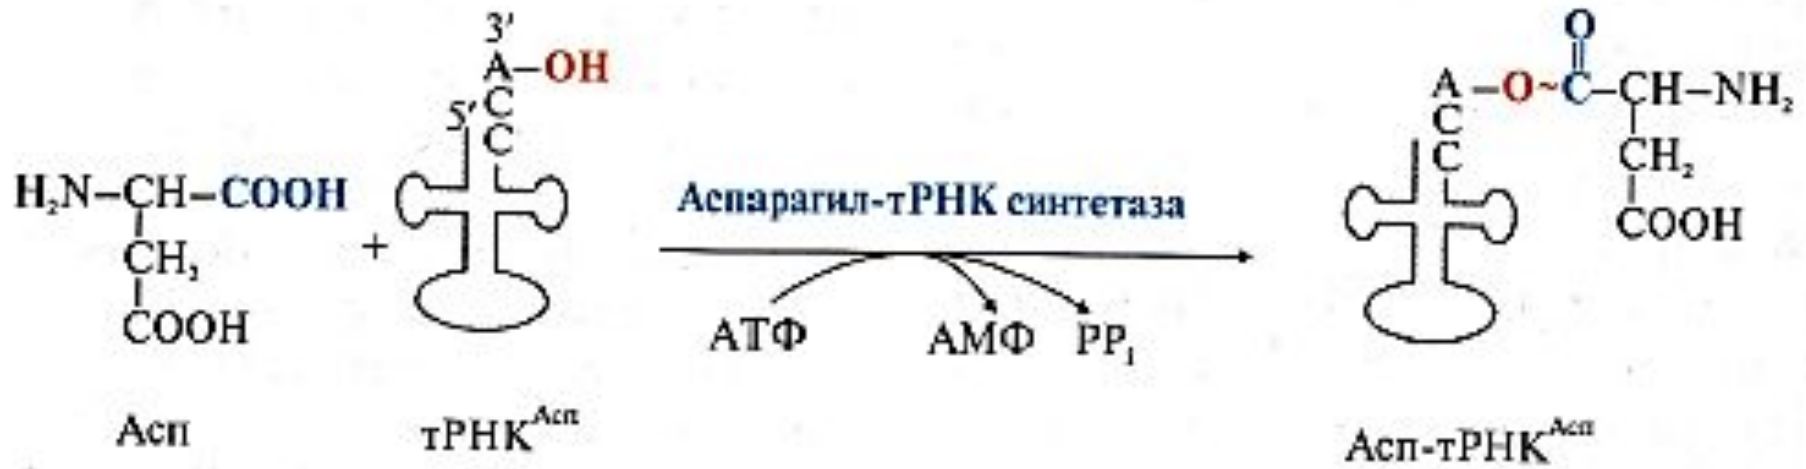 3'
A–OH
5' C
C
H₂N–CH–COOH
CH₂
COOH
+
Аспарагил-тРНК синтетаза
АТФ АМФ PPᵢ
O
A–O~C–CH–NH₂
C
C
CH₂
COOH
Асп
тРНК^Асп
Асп-тРНК^Асп